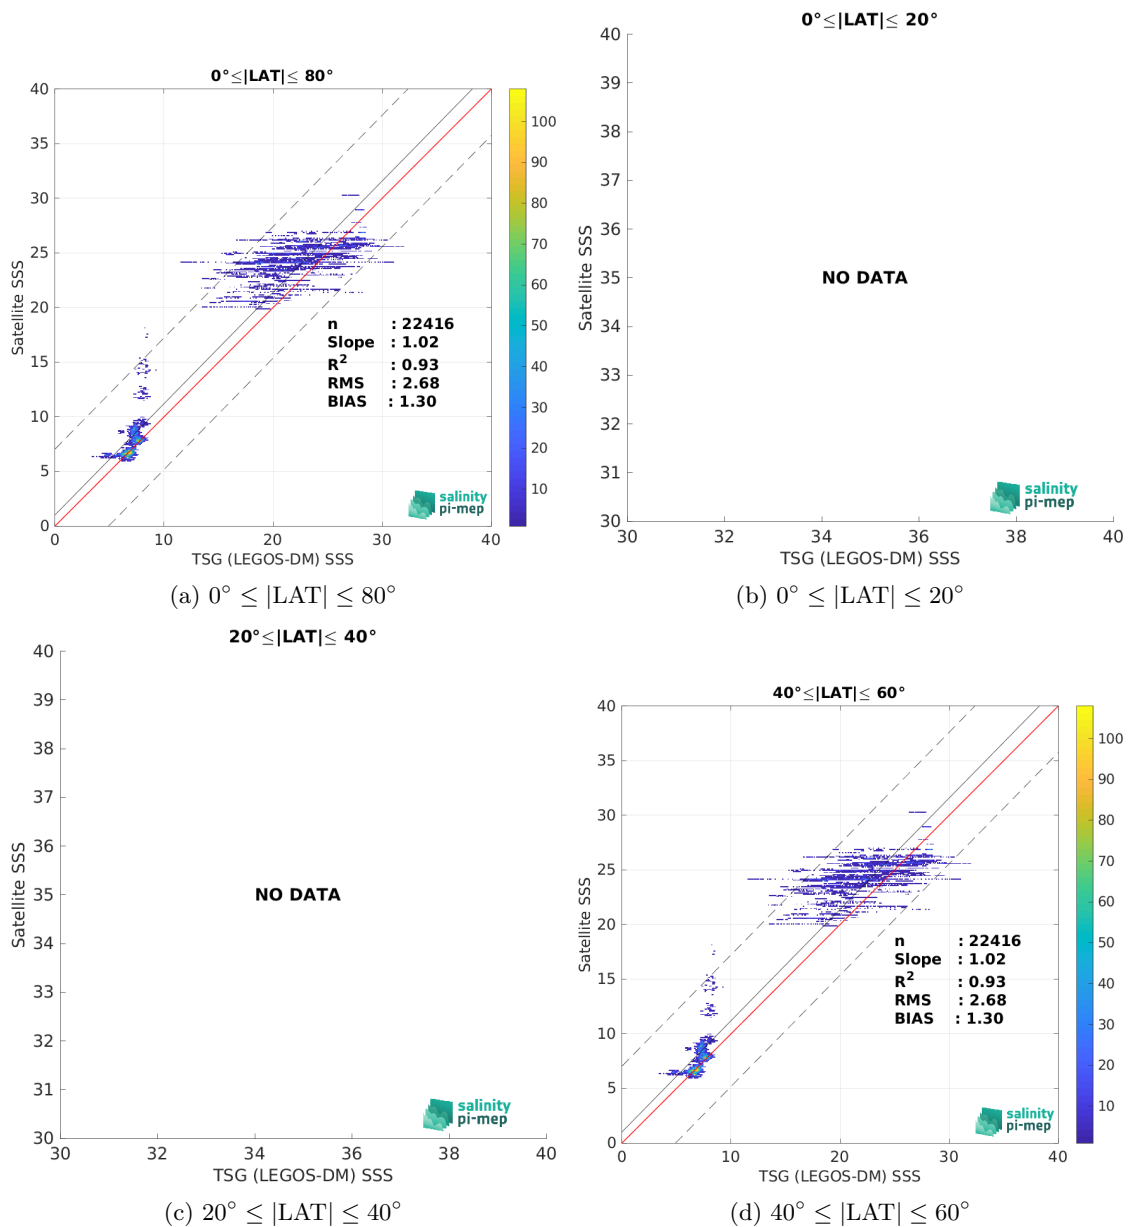 0°≤|LAT|≤ 80°
40
35
30
25
20
15
10
5
0
Satellite SSS
0
10
20
30
40
TSG (LEGOS-DM) SSS
100
90
80
70
60
50
40
30
20
10
n : 22416
Slope : 1.02
R² : 0.93
RMS : 2.68
BIAS : 1.30
salinity
pi-mep
(a) 0° ≤ |LAT| ≤ 80°
0°≤|LAT|≤ 20°
40
39
38
37
36
35
34
33
32
31
30
Satellite SSS
NO DATA
30
32
34
36
38
40
TSG (LEGOS-DM) SSS
salinity
pi-mep
(b) 0° ≤ |LAT| ≤ 20°
20°≤|LAT|≤ 40°
40
39
38
37
36
35
34
33
32
31
30
Satellite SSS
NO DATA
30
32
34
36
38
40
TSG (LEGOS-DM) SSS
salinity
pi-mep
(c) 20° ≤ |LAT| ≤ 40°
40°≤|LAT|≤ 60°
40
35
30
25
20
15
10
5
0
Satellite SSS
0
10
20
30
40
TSG (LEGOS-DM) SSS
100
90
80
70
60
50
40
30
20
10
n : 22416
Slope : 1.02
R² : 0.93
RMS : 2.68
BIAS : 1.30
salinity
pi-mep
(d) 40° ≤ |LAT| ≤ 60°